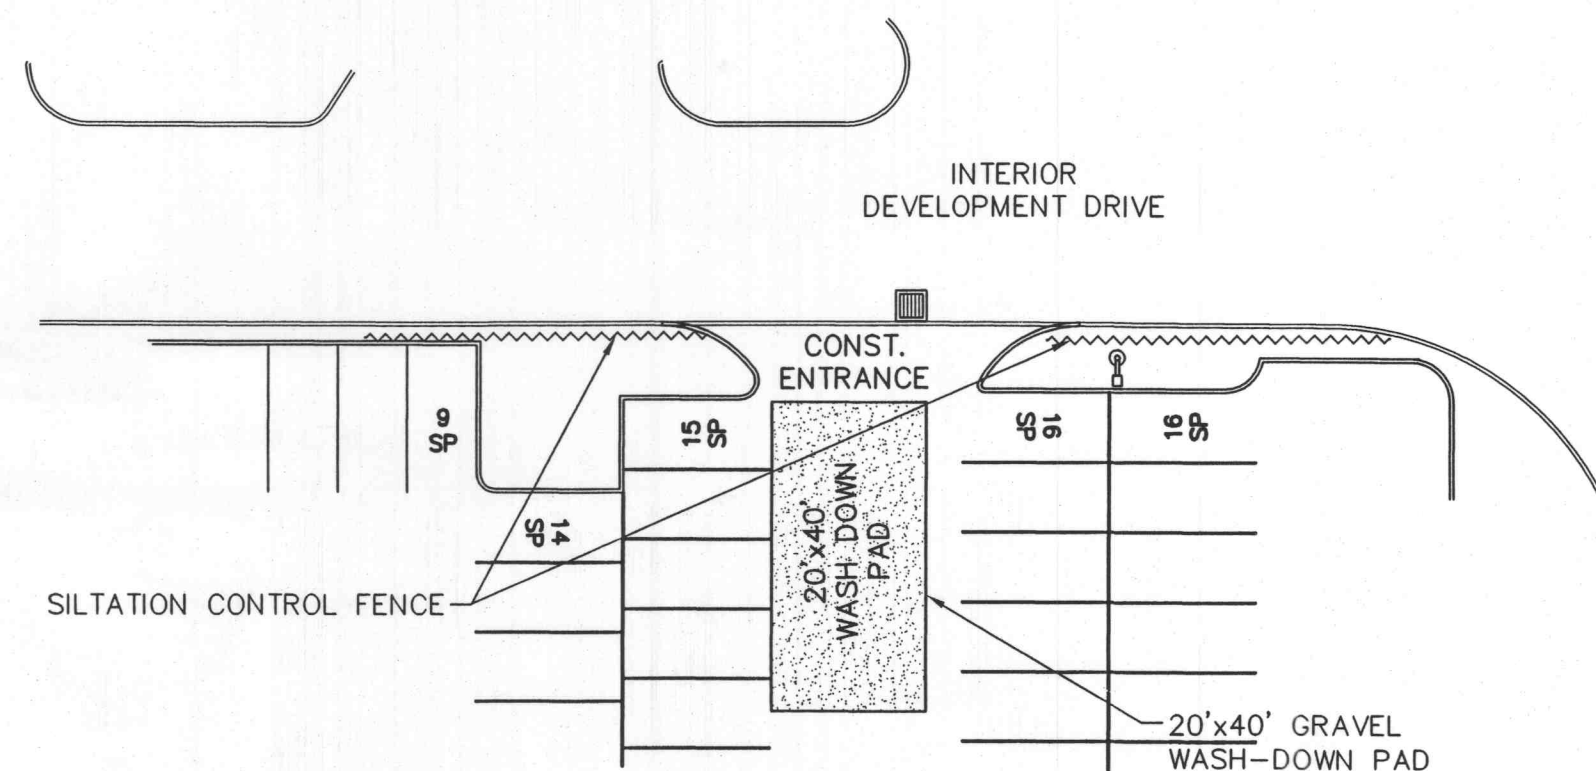 INTERIOR
DEVELOPMENT DRIVE
CONST.
ENTRANCE
9
SP
15
SP
16
SP
16
SP
14
SP
20'x40'
WASH-DOWN
PAD
SILTATION CONTROL FENCE
20'x40' GRAVEL
WASH-DOWN PAD